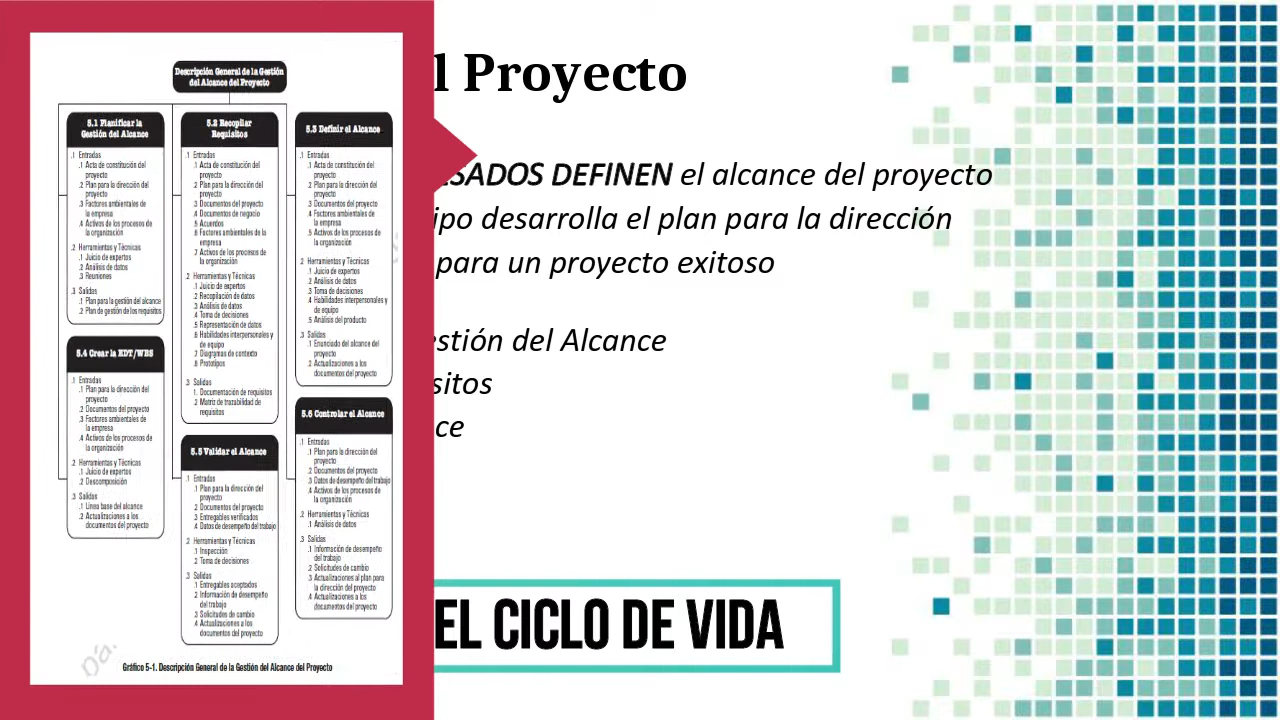 Descripción General de la Gestión
del Alcance del Proyecto
5.1 Planificar la
Gestión del Alcance
.1 Entradas
.1 Acta de constitución del
proyecto
.2 Plan para la dirección del
proyecto
.3 Factores ambientales de
la empresa
.4 Activos de los procesos de
la organización
.2 Herramientas y Técnicas
.1 Juicio de expertos
.2 Análisis de datos
.3 Reuniones
.3 Salidas
.1 Plan para la gestión del alcance
.2 Plan de gestión de los requisitos
5.2 Recopilar
Requisitos
.1 Entradas
.1 Acta de constitución del
proyecto
.2 Plan para la dirección del
proyecto
.3 Documentos del proyecto
.4 Documentos de negocio
.5 Acuerdos
.6 Factores ambientales de la
empresa
.7 Activos de los procesos de
la organización
.2 Herramientas y Técnicas
.1 Juicio de expertos
.2 Recopilación de datos
.3 Análisis de datos
.4 Toma de decisiones
.5 Representación de datos
.6 Habilidades interpersonales y
de equipo
.7 Diagramas de contexto
.8 Prototipos
.3 Salidas
1. Documentación de requisitos
.2 Matriz de trazabilidad de
requisitos
5.3 Definir el Alcance
.1 Entradas
.1 Acta de constitución del
proyecto
.2 Plan para la dirección del
proyecto
.3 Documentos del proyecto
.4 Factores ambientales de
la empresa
.5 Activos de los procesos de
la organización
.2 Herramientas y Técnicas
.1 Juicio de expertos
.2 Análisis de datos
.3 Toma de decisiones
.4 Habilidades interpersonales y
de equipo
.5 Análisis del producto
.3 Salidas
.1 Enunciado del alcance del
proyecto
.2 Actualizaciones a los
documentos del proyecto
5.4 Crear la EDT/WBS
.1 Entradas
.1 Plan para la dirección del
proyecto
.2 Documentos del proyecto
.3 Factores ambientales de
la empresa
.4 Activos de los procesos de
la organización
.2 Herramientas y Técnicas
.1 Juicio de expertos
.2 Descomposición
.3 Salidas
.1 Línea base del alcance
.2 Actualizaciones a los
documentos del proyecto
5.5 Validar el Alcance
.1 Entradas
.1 Plan para la dirección del
proyecto
.2 Documentos del proyecto
.3 Entregables verificados
.4 Datos de desempeño del trabajo
.2 Herramientas y Técnicas
.1 Inspección
.2 Toma de decisiones
.3 Salidas
.1 Entregables aceptados
.2 Información de desempeño
del trabajo
.3 Solicitudes de cambio
.4 Actualizaciones a los
documentos del proyecto
5.6 Controlar el Alcance
.1 Entradas
.1 Plan para la dirección del
proyecto
.2 Documentos del proyecto
.3 Datos de desempeño del trabajo
.4 Activos de los procesos de
la organización
.2 Herramientas y Técnicas
.1 Análisis de datos
.3 Salidas
.1 Información de desempeño
del trabajo
.2 Solicitudes de cambio
.3 Actualizaciones al plan para
la dirección del proyecto
.4 Actualizaciones a los
documentos del proyecto
Gráfico 5-1. Descripción General de la Gestión del Alcance del Proyecto
l Proyecto
ESADOS DEFINEN el alcance del proyecto
ipo desarrolla el plan para la dirección
para un proyecto exitoso
estión del Alcance
sitos
ce
EL CICLO DE VIDA